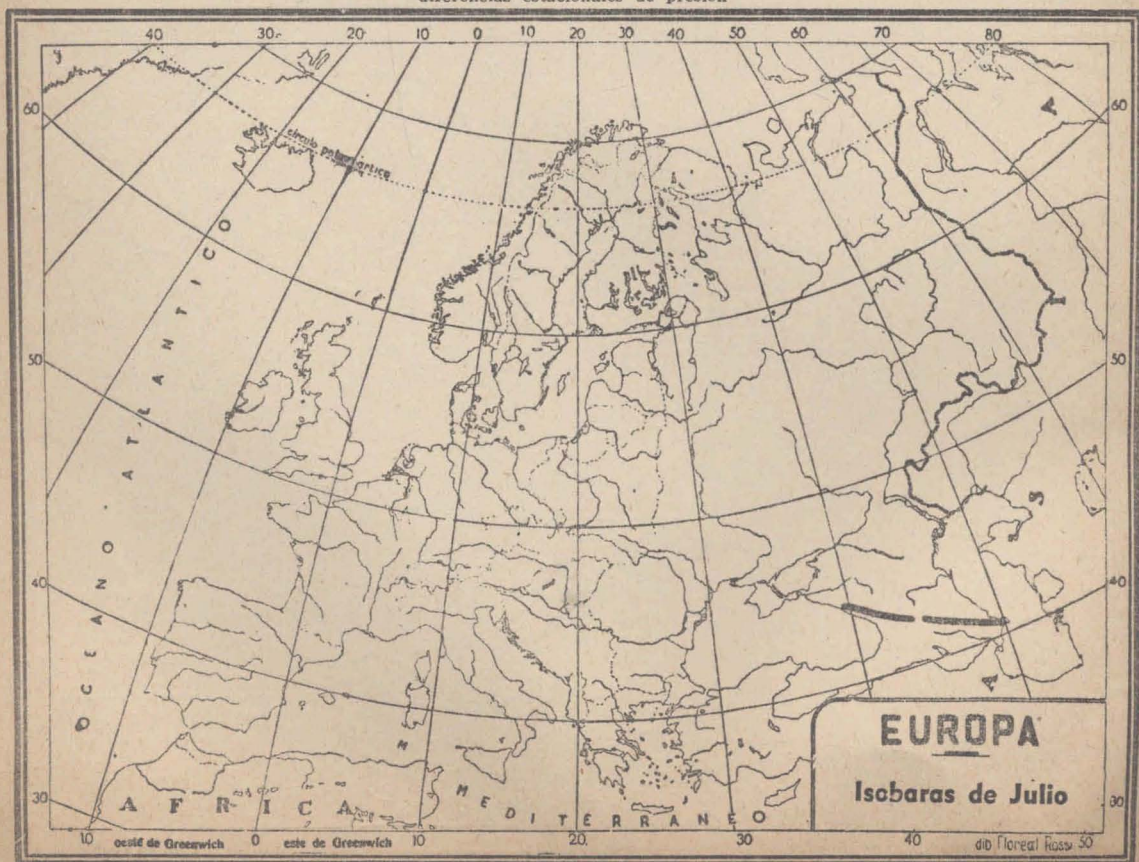 diferencias estacionales de presión
40 30 20 10 0 10 20 30 40 50 60 70 80
60 60
círculo polar ártico
OCEANO ATLANTICO
50 50
40 40
30 30
A S I A
AFRICA
M MEDITERRANEO
EUROPA
Isobaras de Julio
10 oeste de Greenwich 0 este de Greenwich 10 20 30 40 50
dib Floreal Rossi